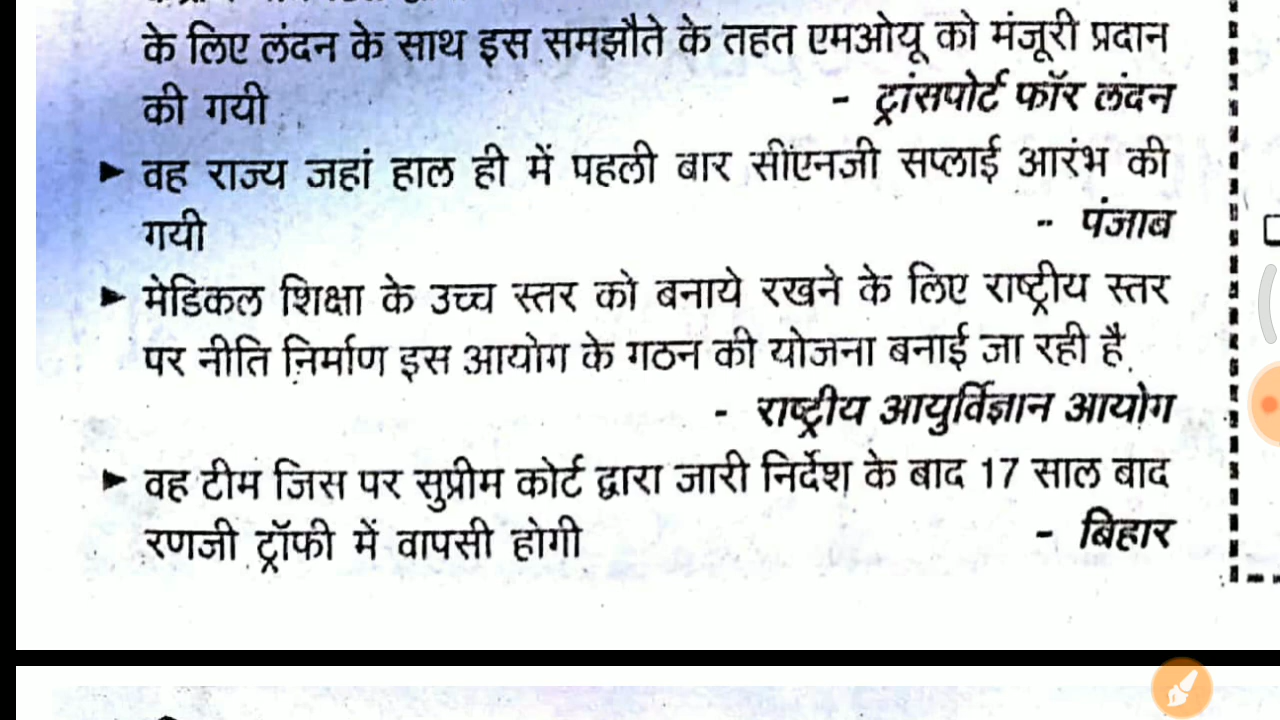 के लिए लंदन के साथ इस समझौते के तहत एमओयू को मंजूरी प्रदान
की गयी - ट्रांसपोर्ट फॉर लंदन
► वह राज्य जहां हाल ही में पहली बार सीएनजी सप्लाई आरंभ की
गयी - पंजाब
► मेडिकल शिक्षा के उच्च स्तर को बनाये रखने के लिए राष्ट्रीय स्तर
पर नीति निर्माण इस आयोग के गठन की योजना बनाई जा रही है
- राष्ट्रीय आयुर्विज्ञान आयोग
► वह टीम जिस पर सुप्रीम कोर्ट द्वारा जारी निर्देश के बाद 17 साल बाद
रणजी ट्रॉफी में वापसी होगी - बिहार